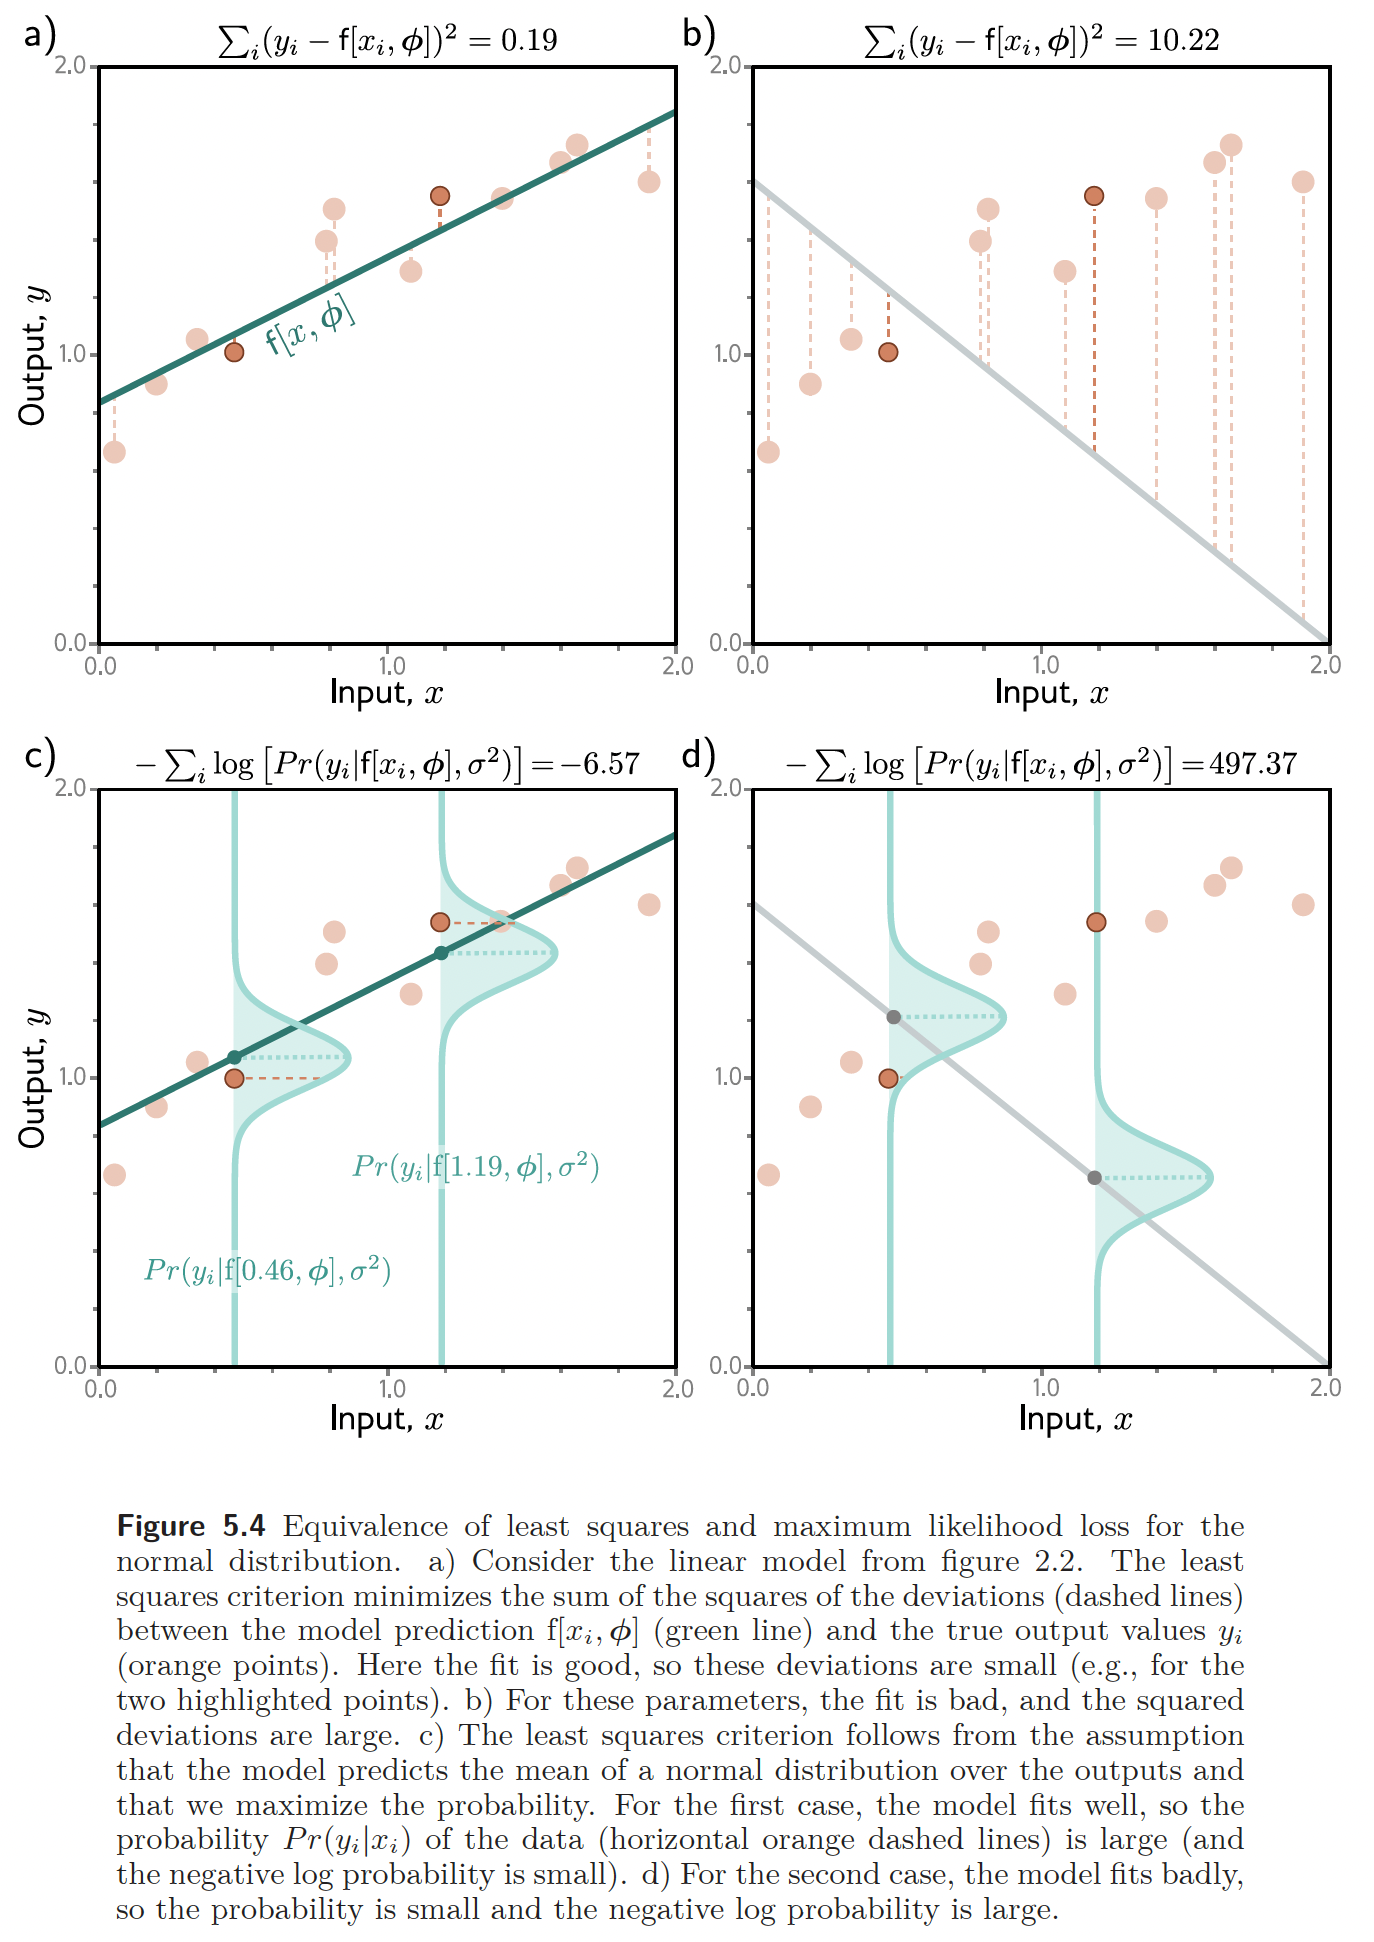 a)
∑ᵢ(yᵢ − f[xᵢ, ϕ])² = 0.19
2.0
1.0
0.0
Output, y
f[x, ϕ]
0.0 1.0 2.0
Input, x
b)
∑ᵢ(yᵢ − f[xᵢ, ϕ])² = 10.22
2.0
1.0
0.0
0.0 1.0 2.0
Input, x
c)
− ∑ᵢ log [Pr(yᵢ|f[xᵢ, ϕ], σ²)] = −6.57
2.0
1.0
0.0
Output, y
Pr(yᵢ|f[1.19, ϕ], σ²)
Pr(yᵢ|f[0.46, ϕ], σ²)
0.0 1.0 2.0
Input, x
d)
− ∑ᵢ log [Pr(yᵢ|f[xᵢ, ϕ], σ²)] = 497.37
2.0
1.0
0.0
0.0 1.0 2.0
Input, x
Figure 5.4 Equivalence of least squares and maximum likelihood loss for the
normal distribution. a) Consider the linear model from figure 2.2. The least
squares criterion minimizes the sum of the squares of the deviations (dashed lines)
between the model prediction f[xᵢ, ϕ] (green line) and the true output values yᵢ
(orange points). Here the fit is good, so these deviations are small (e.g., for the
two highlighted points). b) For these parameters, the fit is bad, and the squared
deviations are large. c) The least squares criterion follows from the assumption
that the model predicts the mean of a normal distribution over the outputs and
that we maximize the probability. For the first case, the model fits well, so the
probability Pr(yᵢ|xᵢ) of the data (horizontal orange dashed lines) is large (and
the negative log probability is small). d) For the second case, the model fits badly,
so the probability is small and the negative log probability is large.